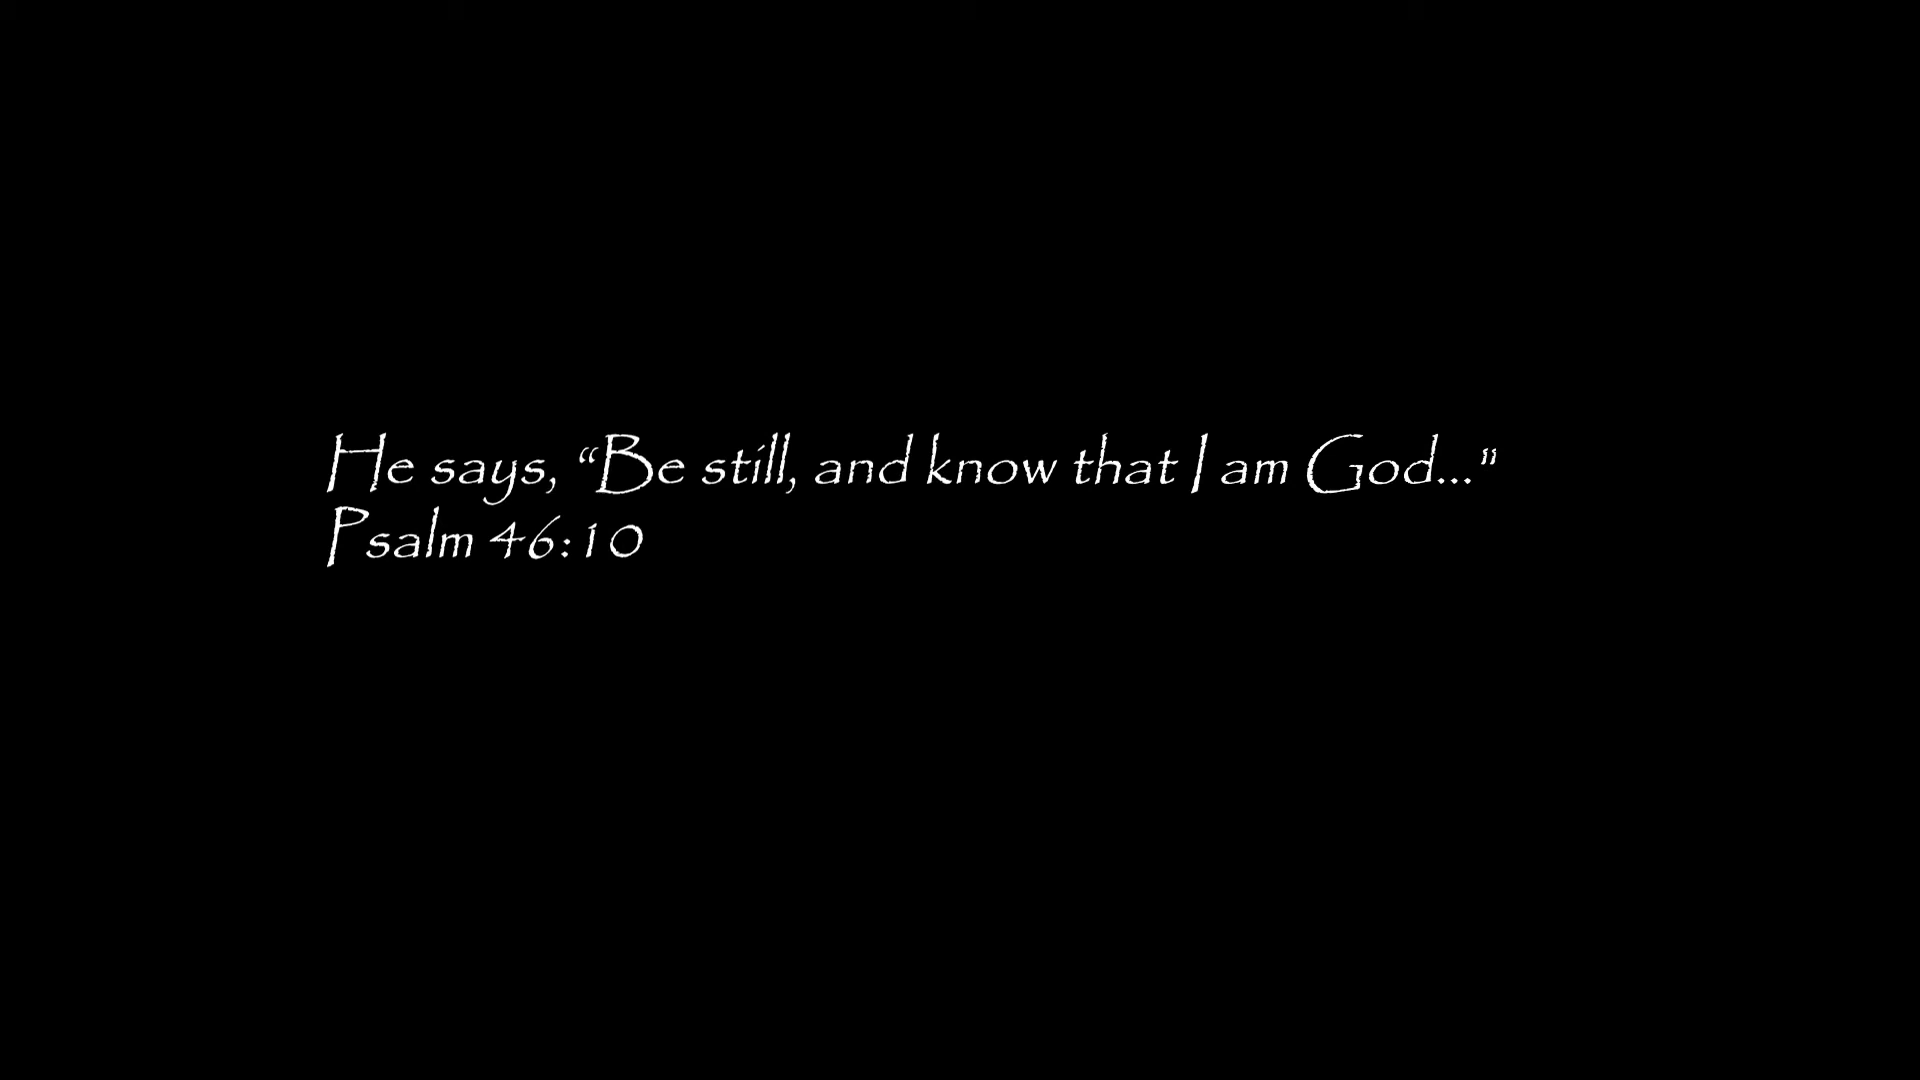 He says, “Be still, and know that I am God..."
Psalm 46:10